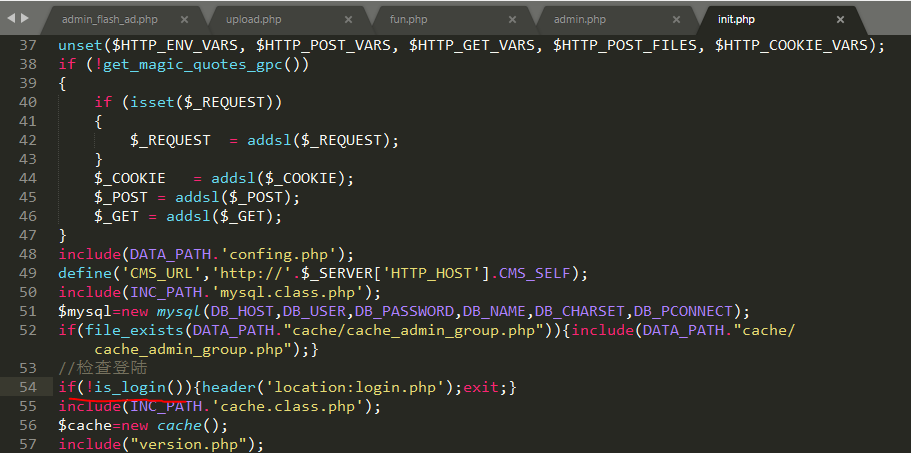 admin_flash_ad.php × upload.php × fun.php × admin.php × init.php ×
37 unset($HTTP_ENV_VARS, $HTTP_POST_VARS, $HTTP_GET_VARS, $HTTP_POST_FILES, $HTTP_COOKIE_VARS);
38 if (!get_magic_quotes_gpc())
39 {
40 if (isset($_REQUEST))
41 {
42 $_REQUEST  = addsl($_REQUEST);
43 }
44 $_COOKIE   = addsl($_COOKIE);
45 $_POST = addsl($_POST);
46 $_GET = addsl($_GET);
47 }
48 include(DATA_PATH.'confing.php');
49 define('CMS_URL','http://'.$_SERVER['HTTP_HOST'].CMS_SELF);
50 include(INC_PATH.'mysql.class.php');
51 $mysql=new mysql(DB_HOST,DB_USER,DB_PASSWORD,DB_NAME,DB_CHARSET,DB_PCONNECT);
52 if(file_exists(DATA_PATH."cache/cache_admin_group.php")){include(DATA_PATH."cache/
cache_admin_group.php");}
53 //检查登陆
54 if(!is_login()){header('location:login.php');exit;}
55 include(INC_PATH.'cache.class.php');
56 $cache=new cache();
57 include("version.php");